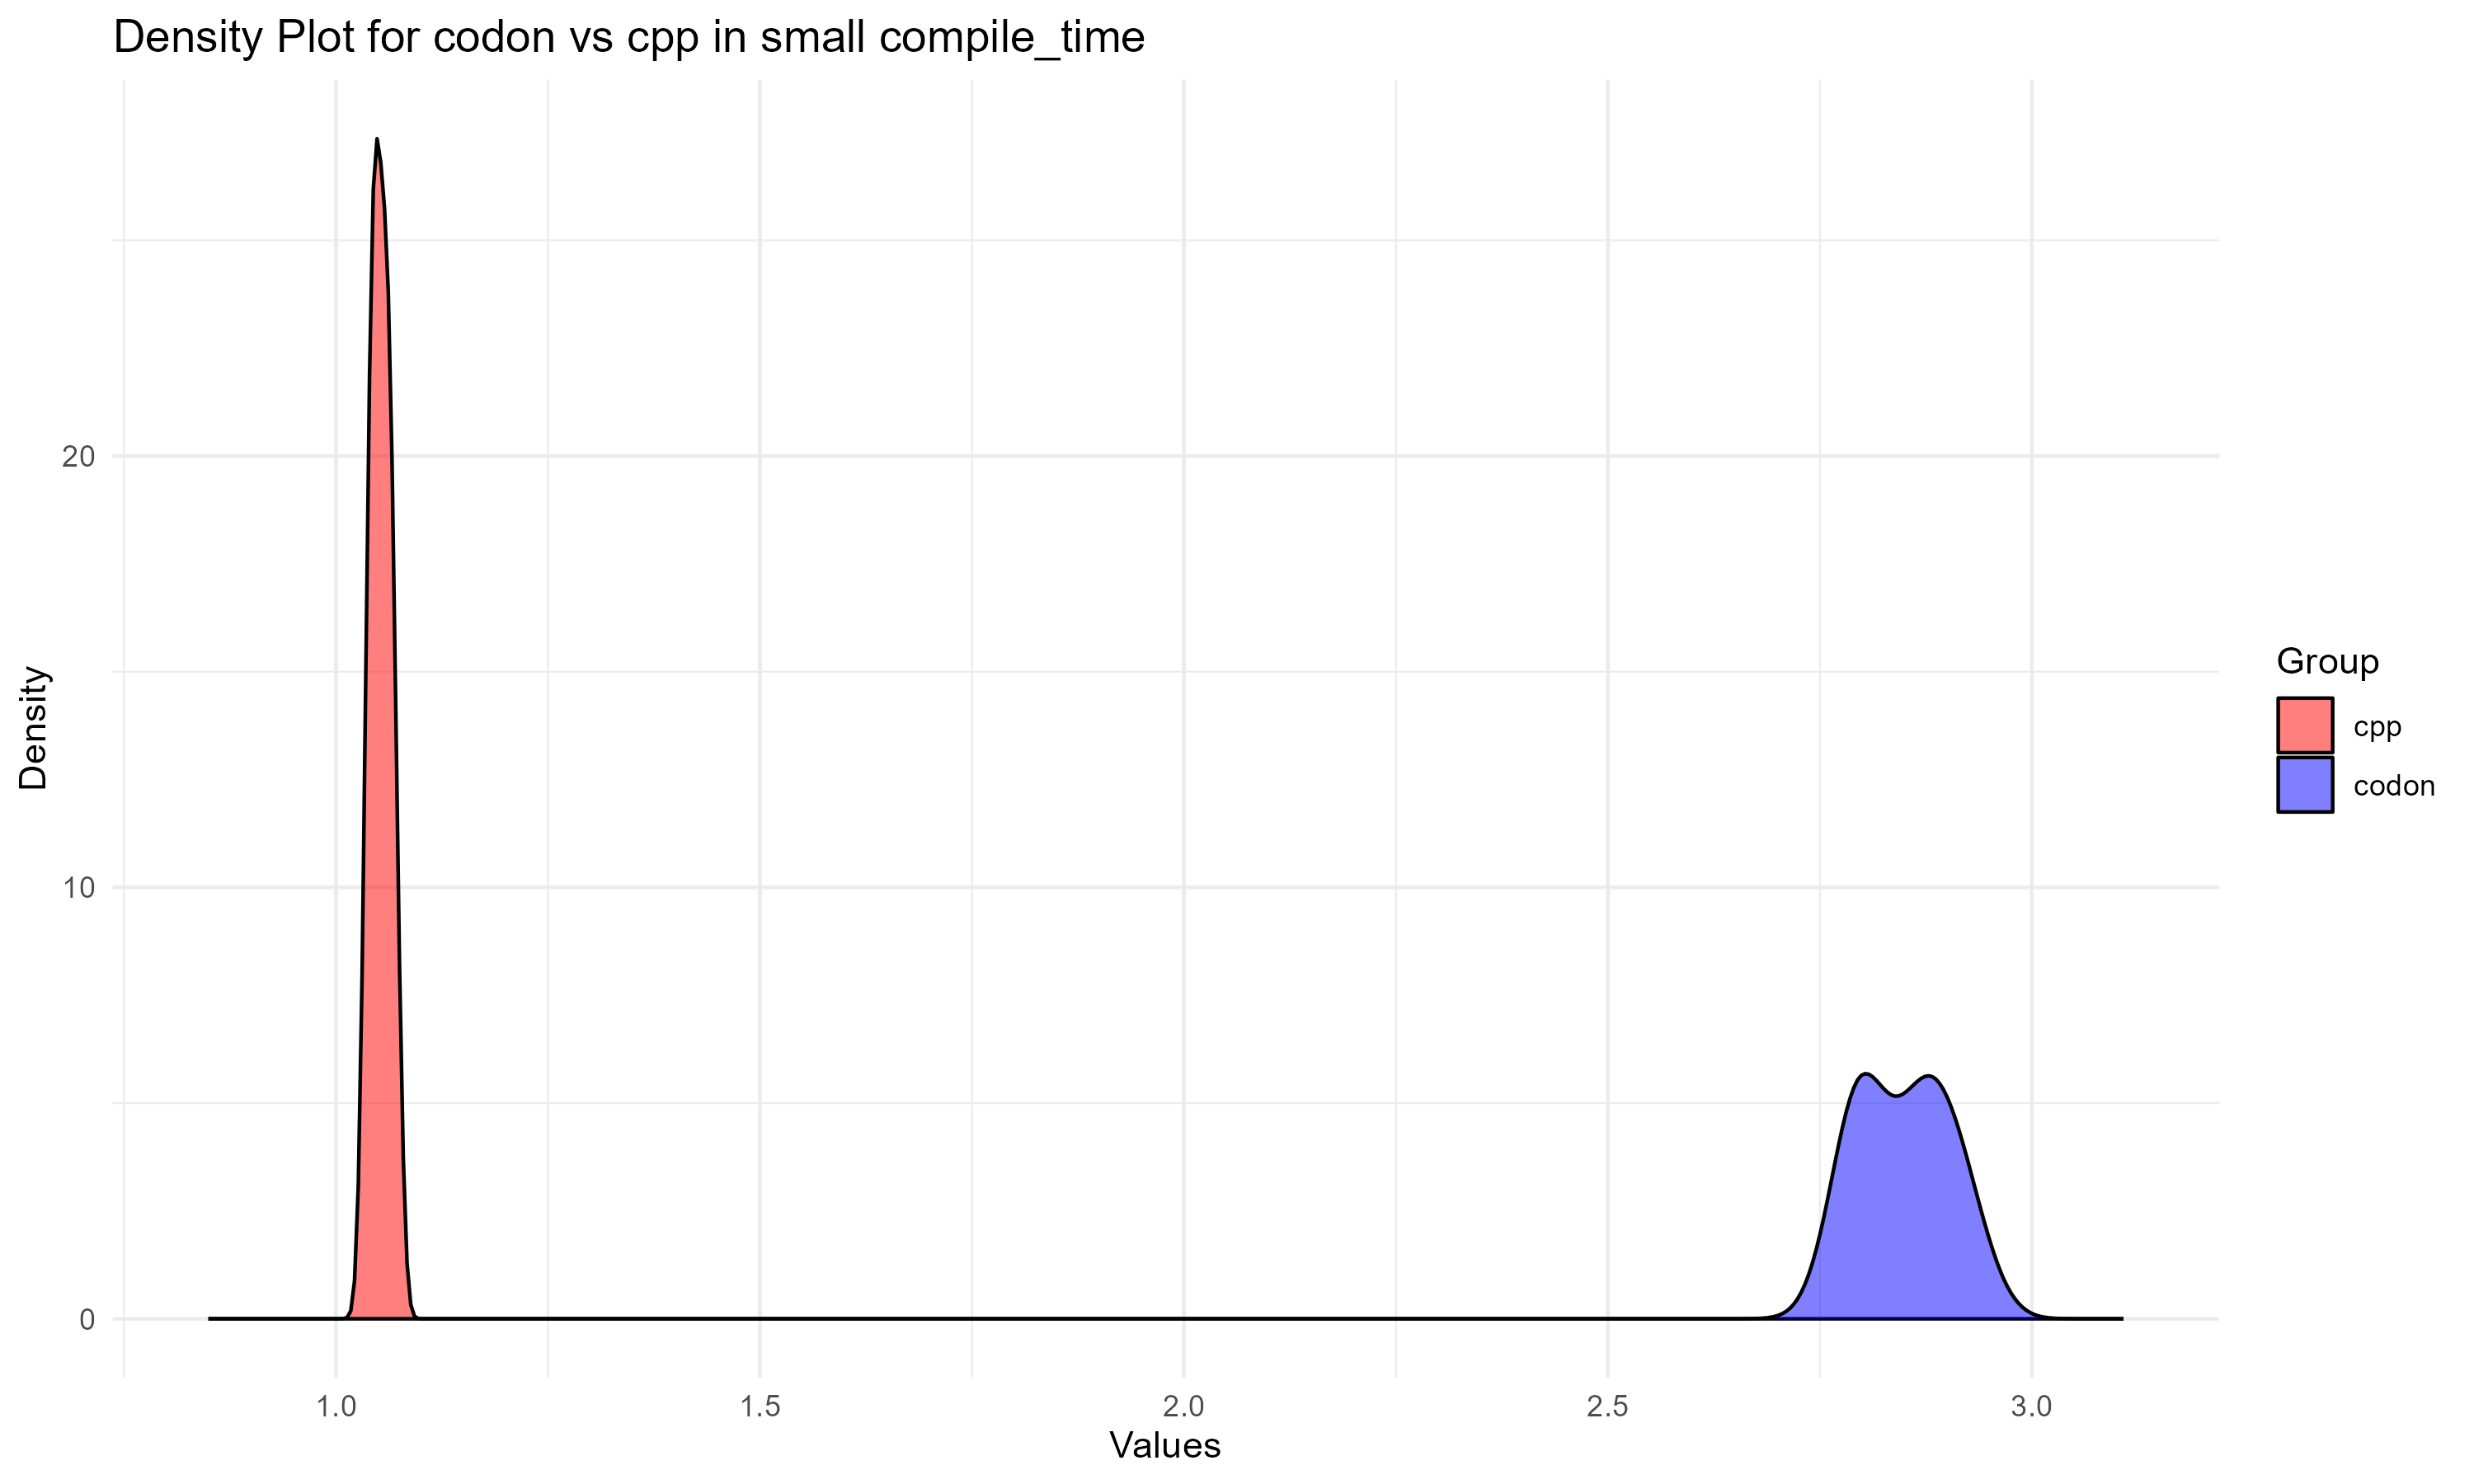 Density Plot for codon vs cpp in small compile_time
Density
20
10
0
1.0 1.5 2.0 2.5 3.0
Values
Group
cpp
codon